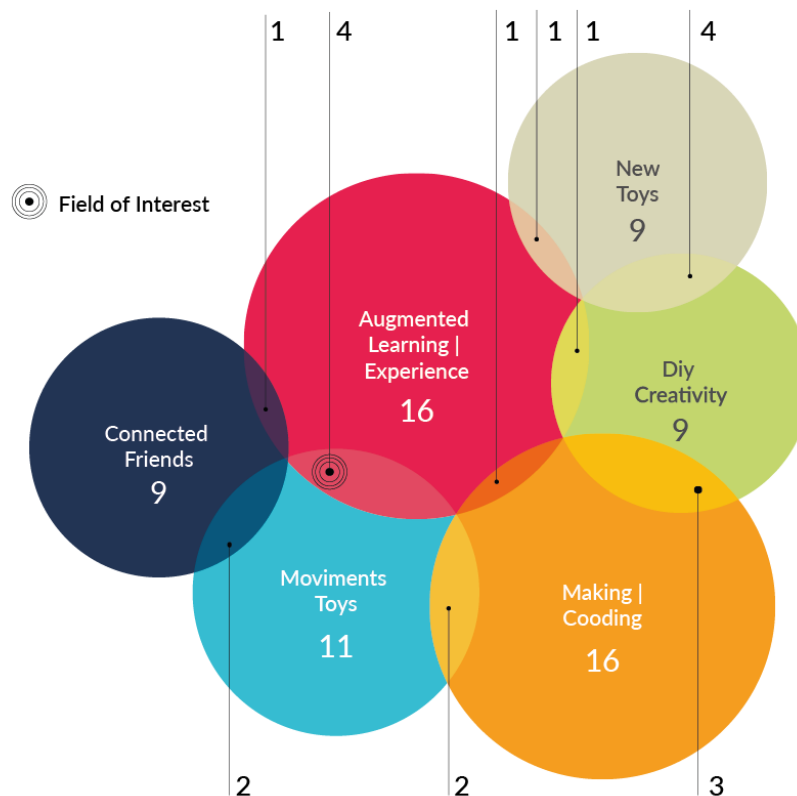 1 4 1 1 1 4
New
Toys
9
Field of Interest
Augmented
Learning |
Experience
16
Diy
Creativity
9
Connected
Friends
9
Moviments
Toys
11
Making |
Cooding
16
2 2 3